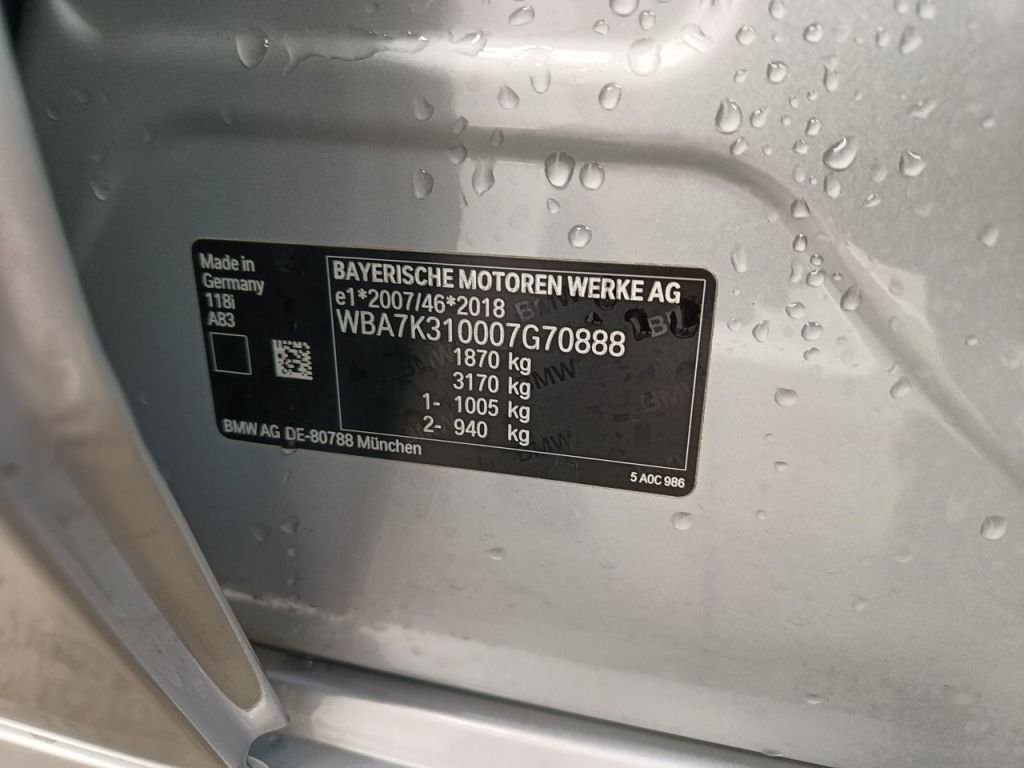 Made in
Germany
118i
A83
BAYERISCHE MOTOREN WERKE AG
e1*2007/46*2018
WBA7K310007G70888
1870 kg
3170 kg
1- 1005 kg
2- 940 kg
BMW AG DE-80788 München
5 A0C 986